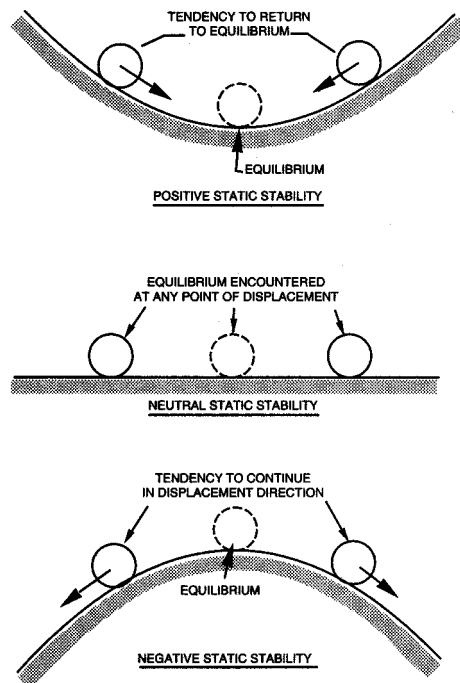 TENDENCY TO RETURN
TO EQUILIBRIUM
EQUILIBRIUM
POSITIVE STATIC STABILITY
EQUILIBRIUM ENCOUNTERED
AT ANY POINT OF DISPLACEMENT
NEUTRAL STATIC STABILITY
TENDENCY TO CONTINUE
IN DISPLACEMENT DIRECTION
EQUILIBRIUM
NEGATIVE STATIC STABILITY